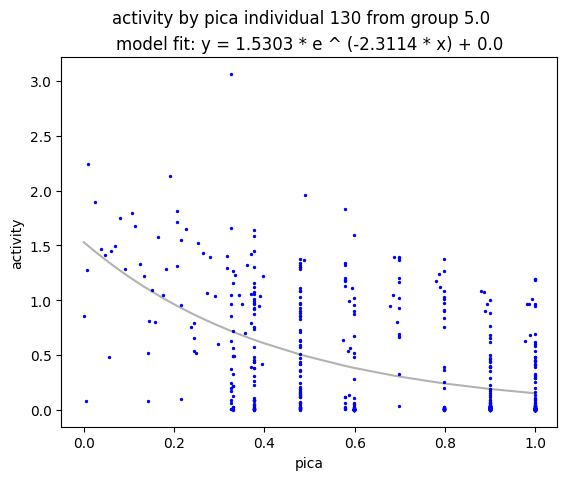 activity by pica individual 130 from group 5.0
model fit: y = 1.5303 * e ^ (-2.3114 * x) + 0.0
3.0
2.5
2.0
1.5
1.0
0.5
0.0
activity
0.0 0.2 0.4 0.6 0.8 1.0
pica